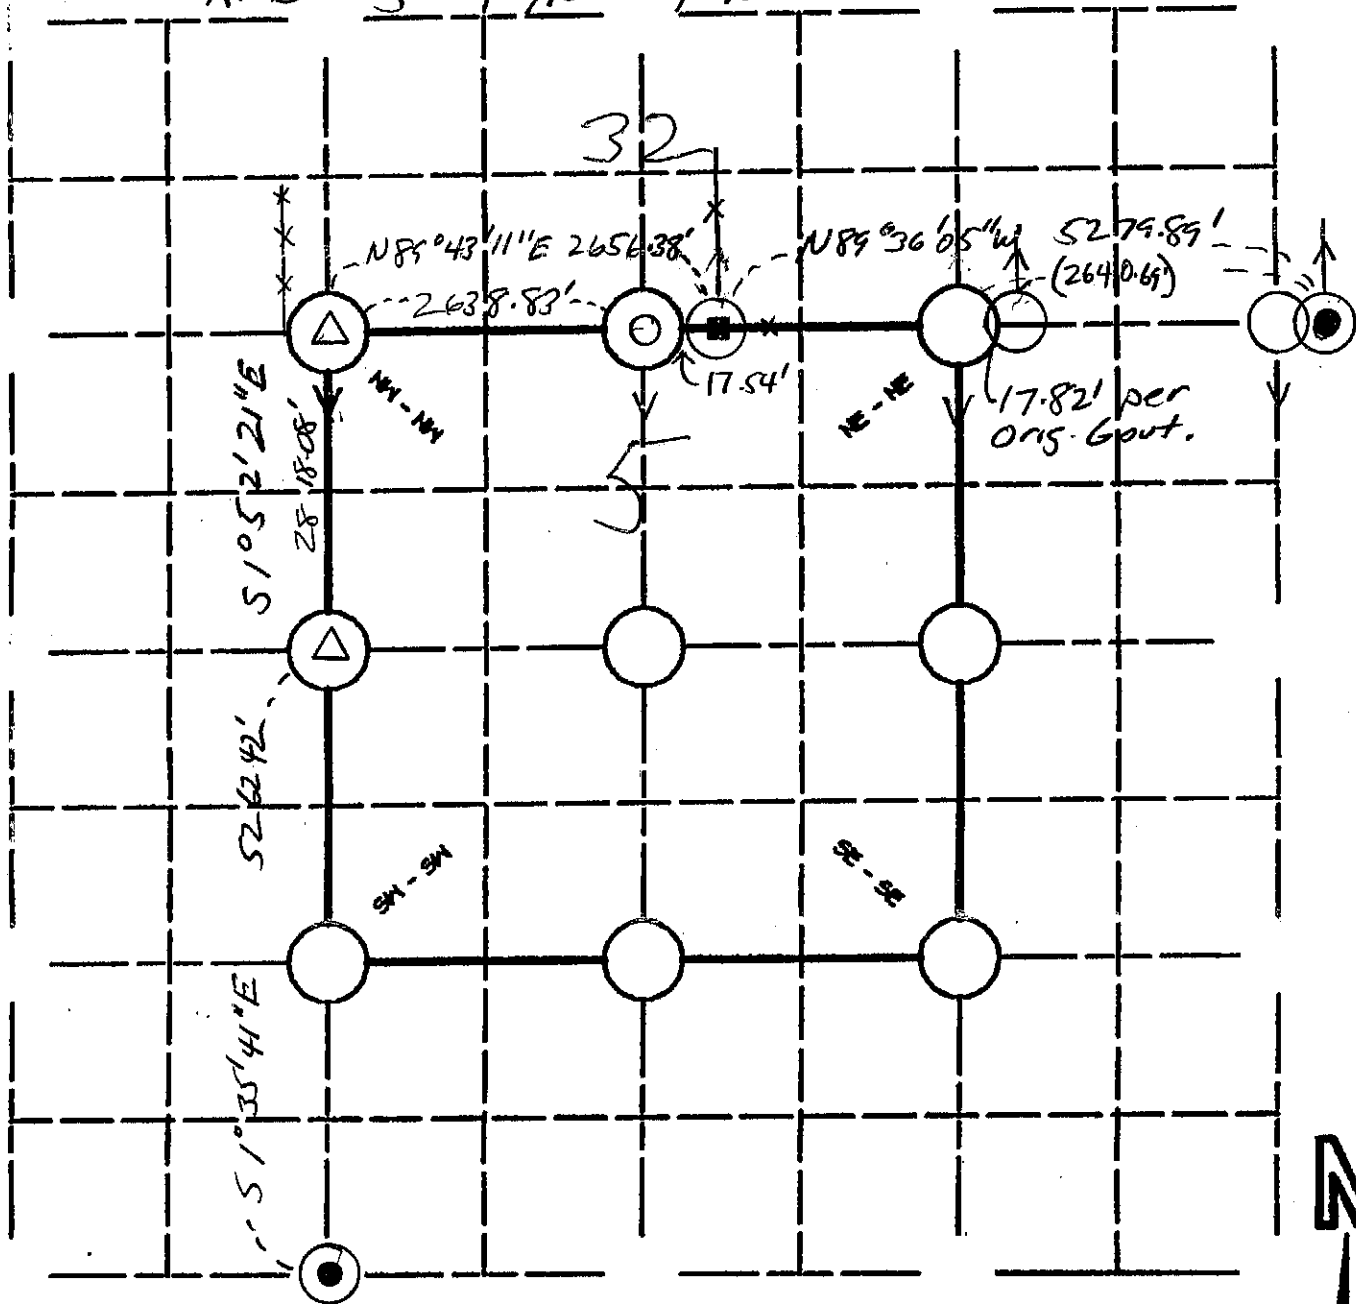 32
N89°43'11"E 2656.38'
N89°36'05"W
5279.89'
(2640.69')
2638.83'
17.54'
17.82' per
Orig. Govt.
NW - NW
NE - NE
5
S1°52'21"E
2818.08'
5262.42'
SW - SW
SE - SE
S1°35'41"E
N